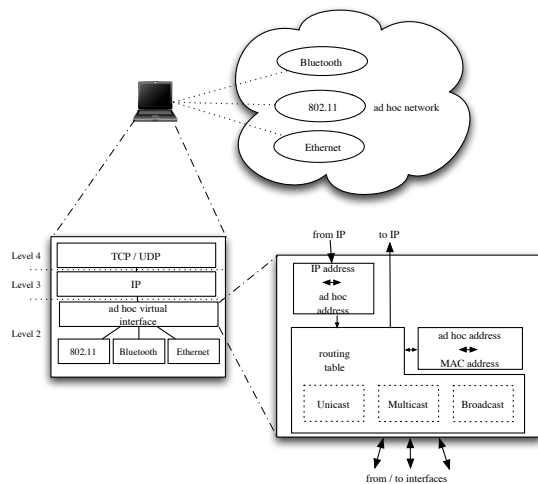 Bluetooth
802.11
ad hoc network
Ethernet
Level 4
TCP / UDP
Level 3
IP
ad hoc virtual
interface
Level 2
802.11
Bluetooth
Ethernet
from IP
to IP
IP address
ad hoc
address
routing
table
ad hoc address
MAC address
Unicast
Multicast
Broadcast
from / to interfaces